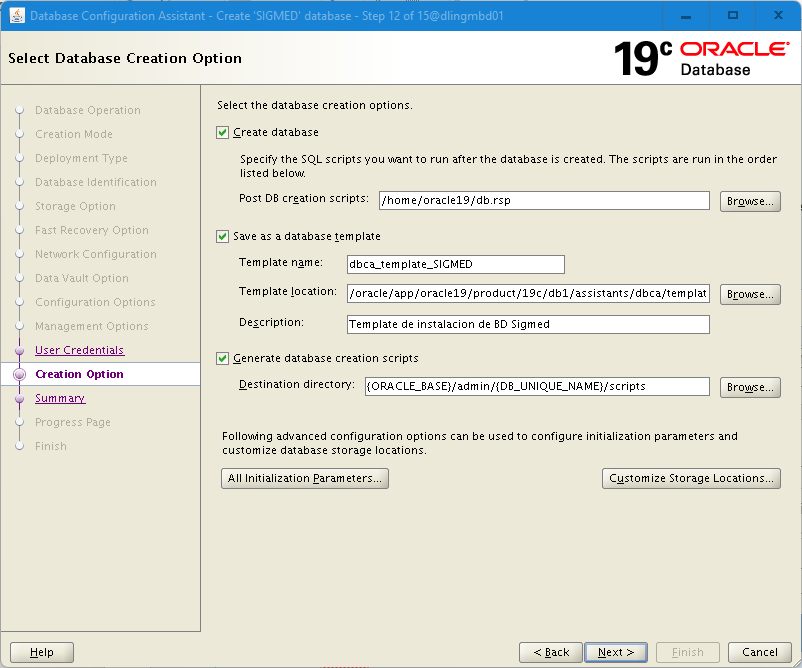 Database Configuration Assistant - Create 'SIGMED' database - Step 12 of 15@dlingmbd01
Select Database Creation Option
19c ORACLE
Database
Database Operation
Creation Mode
Deployment Type
Database Identification
Storage Option
Fast Recovery Option
Network Configuration
Data Vault Option
Configuration Options
Management Options
User Credentials
Creation Option
Summary
Progress Page
Finish
Select the database creation options.
Create database
Specify the SQL scripts you want to run after the database is created. The scripts are run in the order
listed below.
Post DB creation scripts: /home/oracle19/db.rsp Browse...
Save as a database template
Template name: dbca_template_SIGMED
Template location: /oracle/app/oracle19/product/19c/db1/assistants/dbca/templat Browse...
Description: Template de instalacion de BD Sigmed
Generate database creation scripts
Destination directory: {ORACLE_BASE}/admin/{DB_UNIQUE_NAME}/scripts Browse...
Following advanced configuration options can be used to configure initialization parameters and
customize database storage locations.
All Initialization Parameters... Customize Storage Locations...
Help < Back Next > Finish Cancel